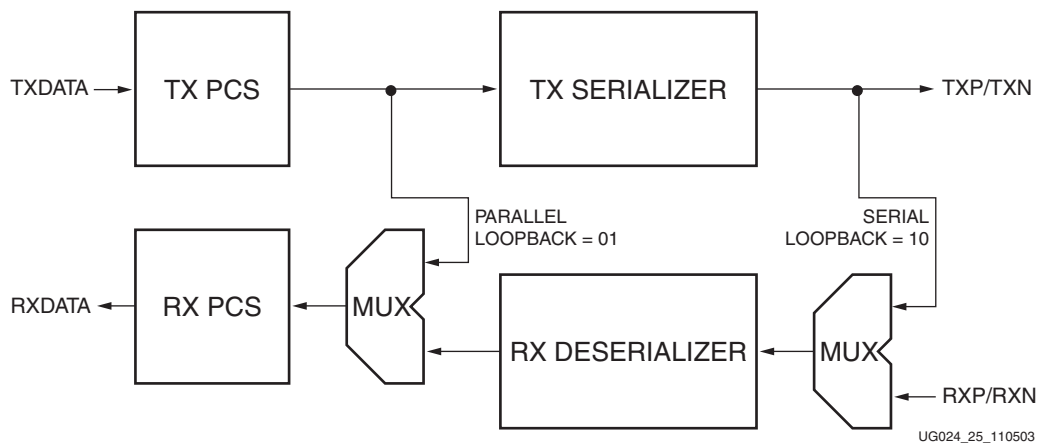 TXDATA
TX PCS
TX SERIALIZER
TXP/TXN
PARALLEL
LOOPBACK = 01
SERIAL
LOOPBACK = 10
RXDATA
RX PCS
MUX
RX DESERIALIZER
MUX
RXP/RXN
UG024_25_110503